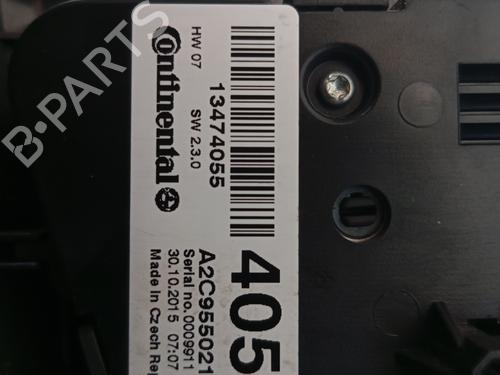 B-PARTS
Continental
HW 07
13474055
SW 2.3.0
405
A2C955021
Serial no. 0009911
30.10.2015 07:07
Made in Czech Rep